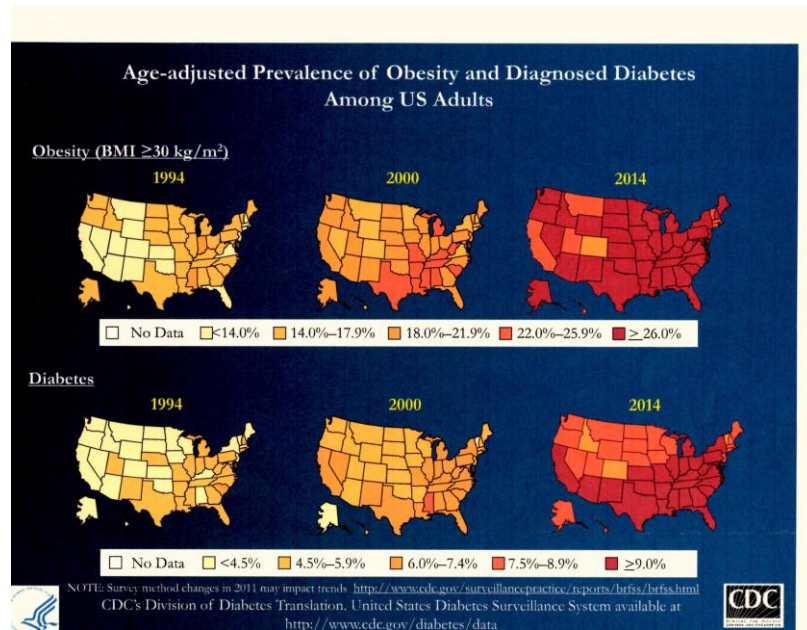 Age-adjusted Prevalence of Obesity and Diagnosed Diabetes
Among US Adults
Obesity (BMI ≥30 kg/m²)
1994 2000 2014
No Data <14.0% 14.0%–17.9% 18.0%–21.9% 22.0%–25.9% ≥ 26.0%
Diabetes
1994 2000 2014
No Data <4.5% 4.5%–5.9% 6.0%–7.4% 7.5%–8.9% ≥9.0%
NOTE: Survey method changes in 2011 may impact trends http://www.cdc.gov/surveillancepractice/reports/brfss/brfss.html
CDC's Division of Diabetes Translation. United States Diabetes Surveillance System available at
http://www.cdc.gov/diabetes/data
CDC